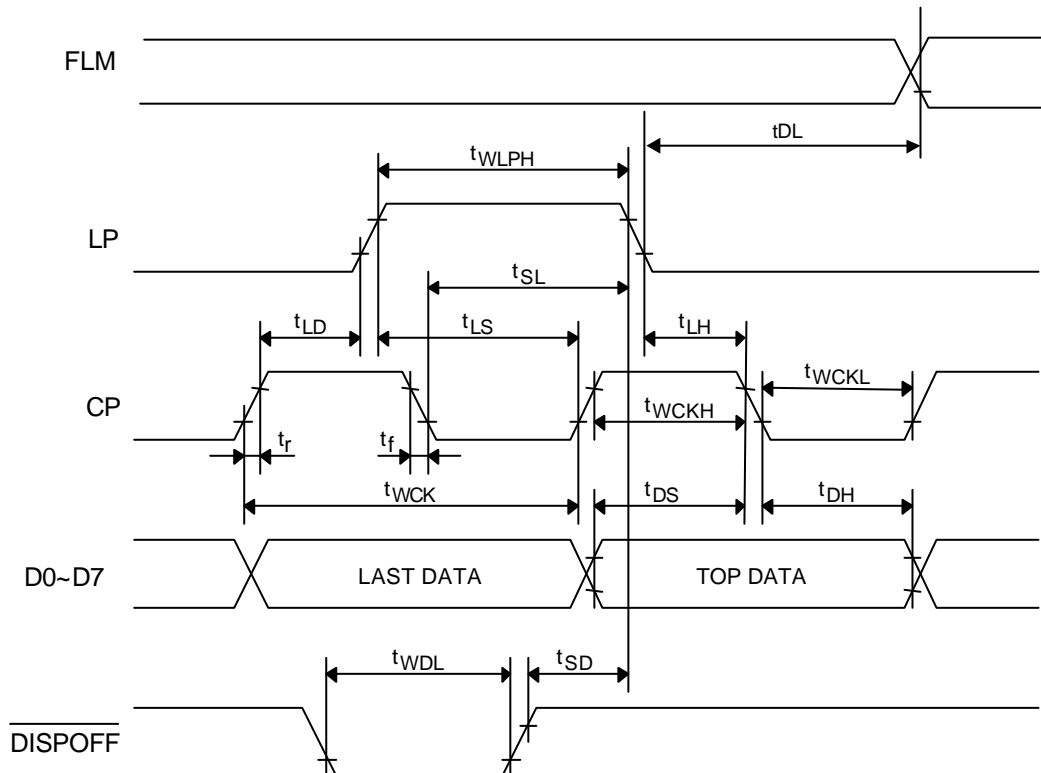 FLM
tDL
tWLPH
LP
tSL
tLD tLS tLH
tWCKL
CP
tWCKH
tr tf
tWCK tDS tDH
D0~D7 LAST DATA TOP DATA
tWDL tSD
DISPOFF